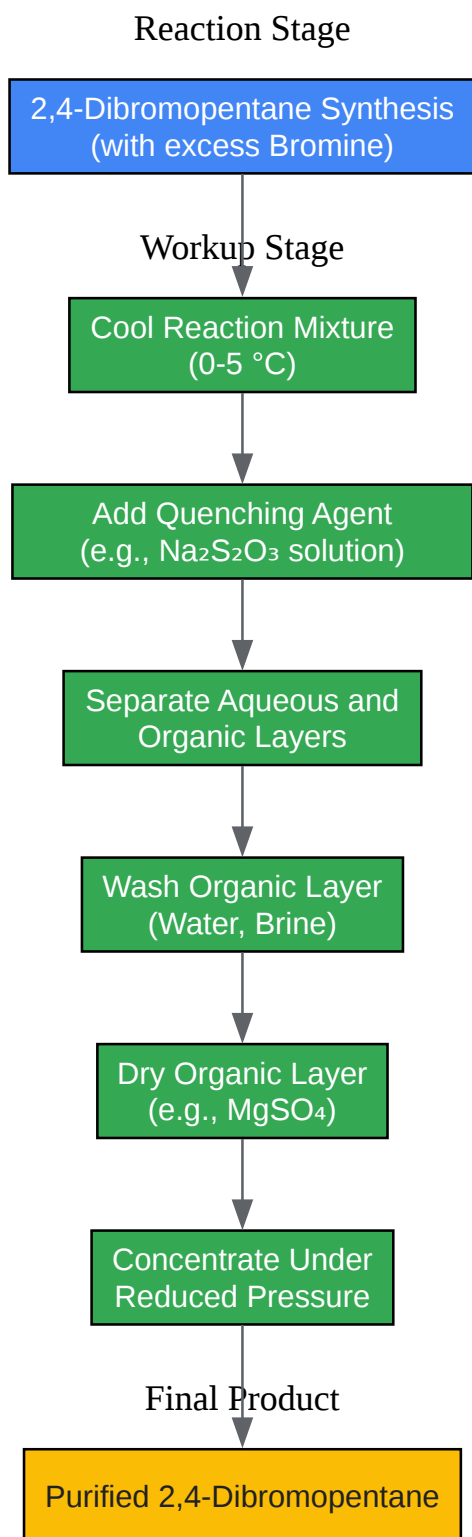 Reaction Stage
2,4-Dibromopentane Synthesis
(with excess Bromine)
Workup Stage
Cool Reaction Mixture
(0-5 °C)
Add Quenching Agent
(e.g., Na₂S₂O₃ solution)
Separate Aqueous and
Organic Layers
Wash Organic Layer
(Water, Brine)
Dry Organic Layer
(e.g., MgSO₄)
Concentrate Under
Reduced Pressure
Final Product
Purified 2,4-Dibromopentane